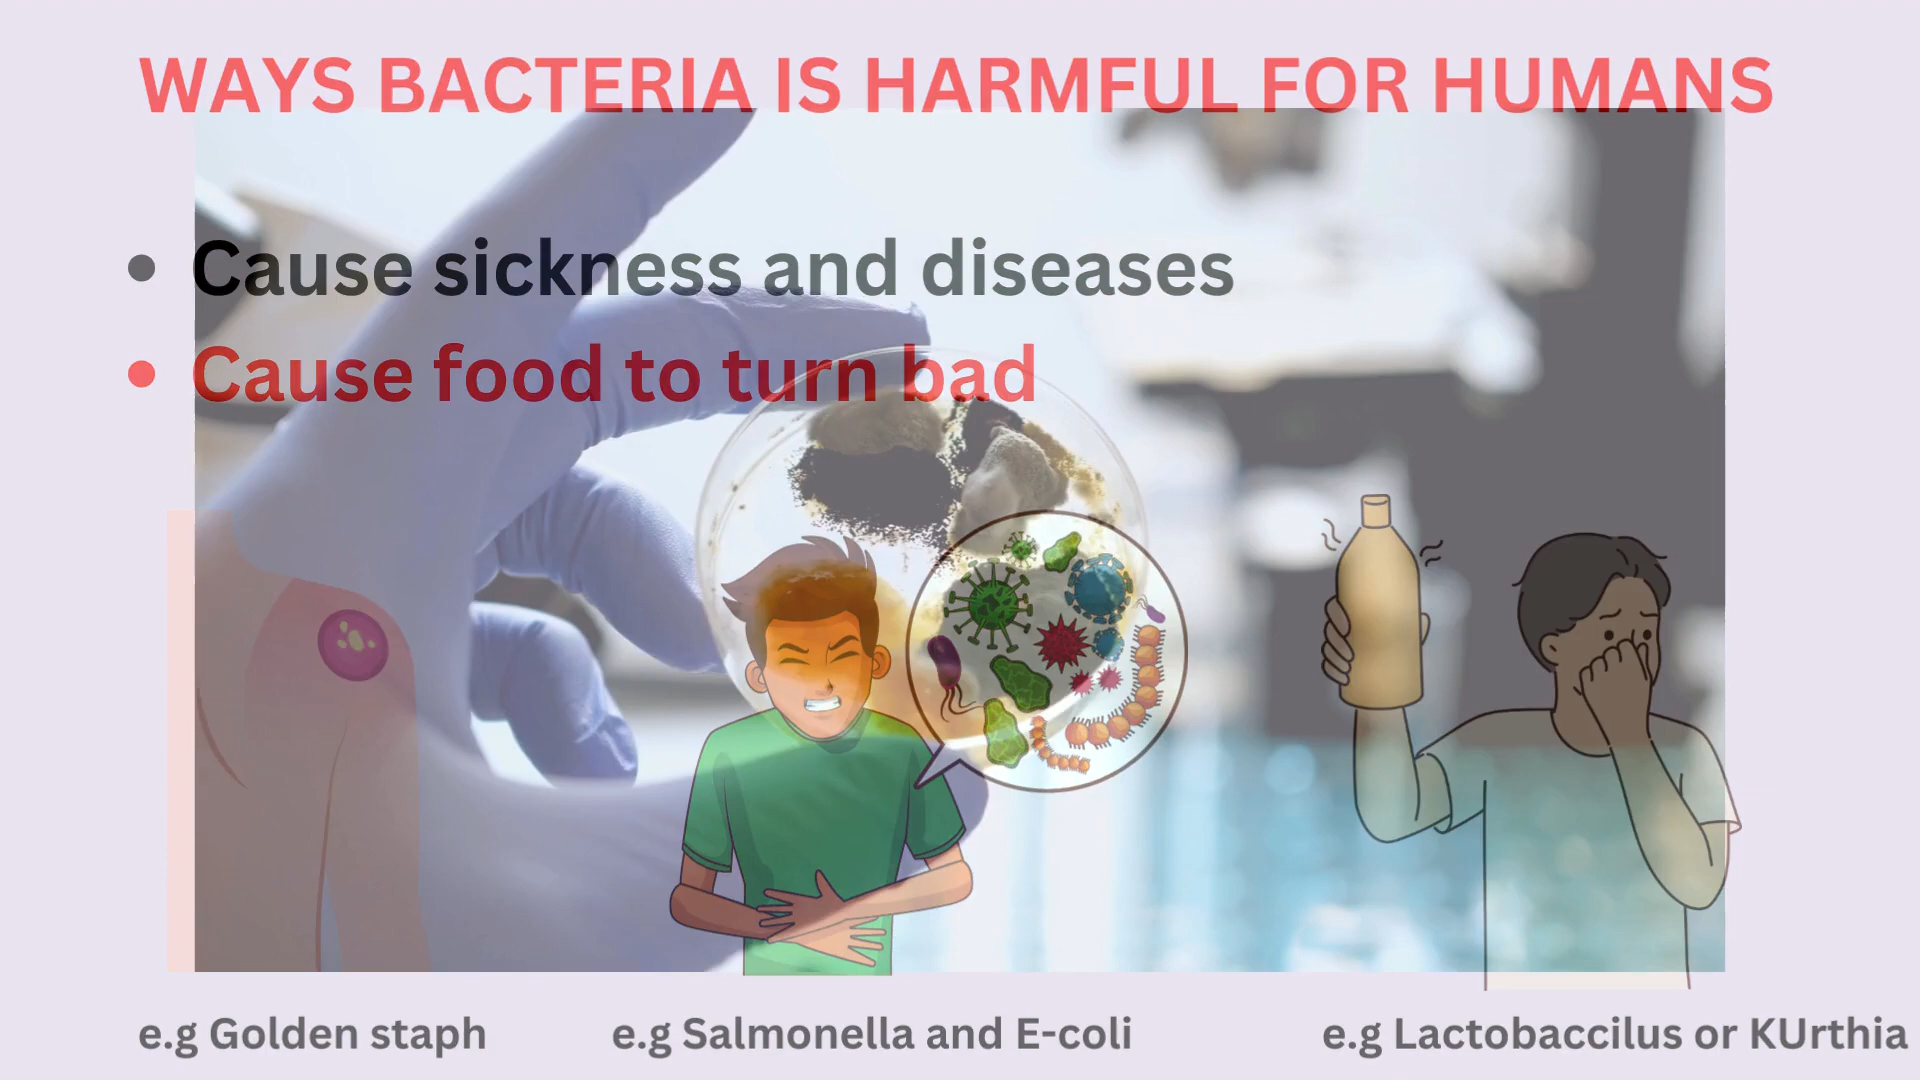 WAYS BACTERIA IS HARMFUL FOR HUMANS
• Cause sickness and diseases
• Cause food to turn bad
e.g Golden staph
e.g Salmonella and E-coli
e.g Lactobaccilus or KUrthia